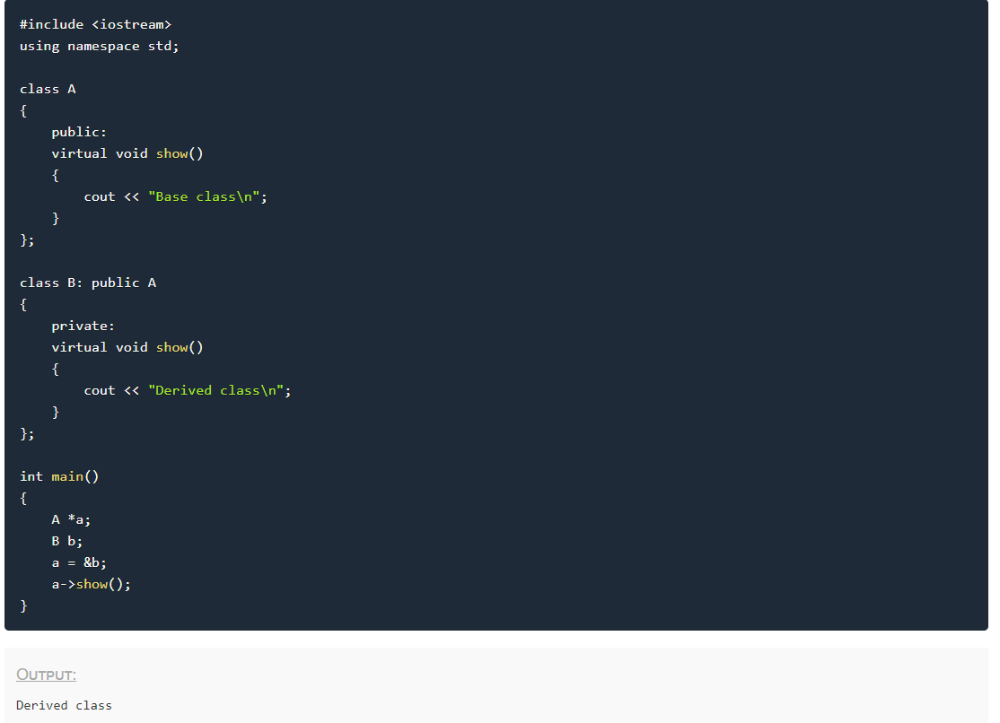 #include <iostream>
using namespace std;
class A
{
    public:
    virtual void show()
    {
        cout << "Base class\n";
    }
};
class B: public A
{
    private:
    virtual void show()
    {
        cout << "Derived class\n";
    }
};
int main()
{
    A *a;
    B b;
    a = &b;
    a->show();
}
OUTPUT:
Derived class